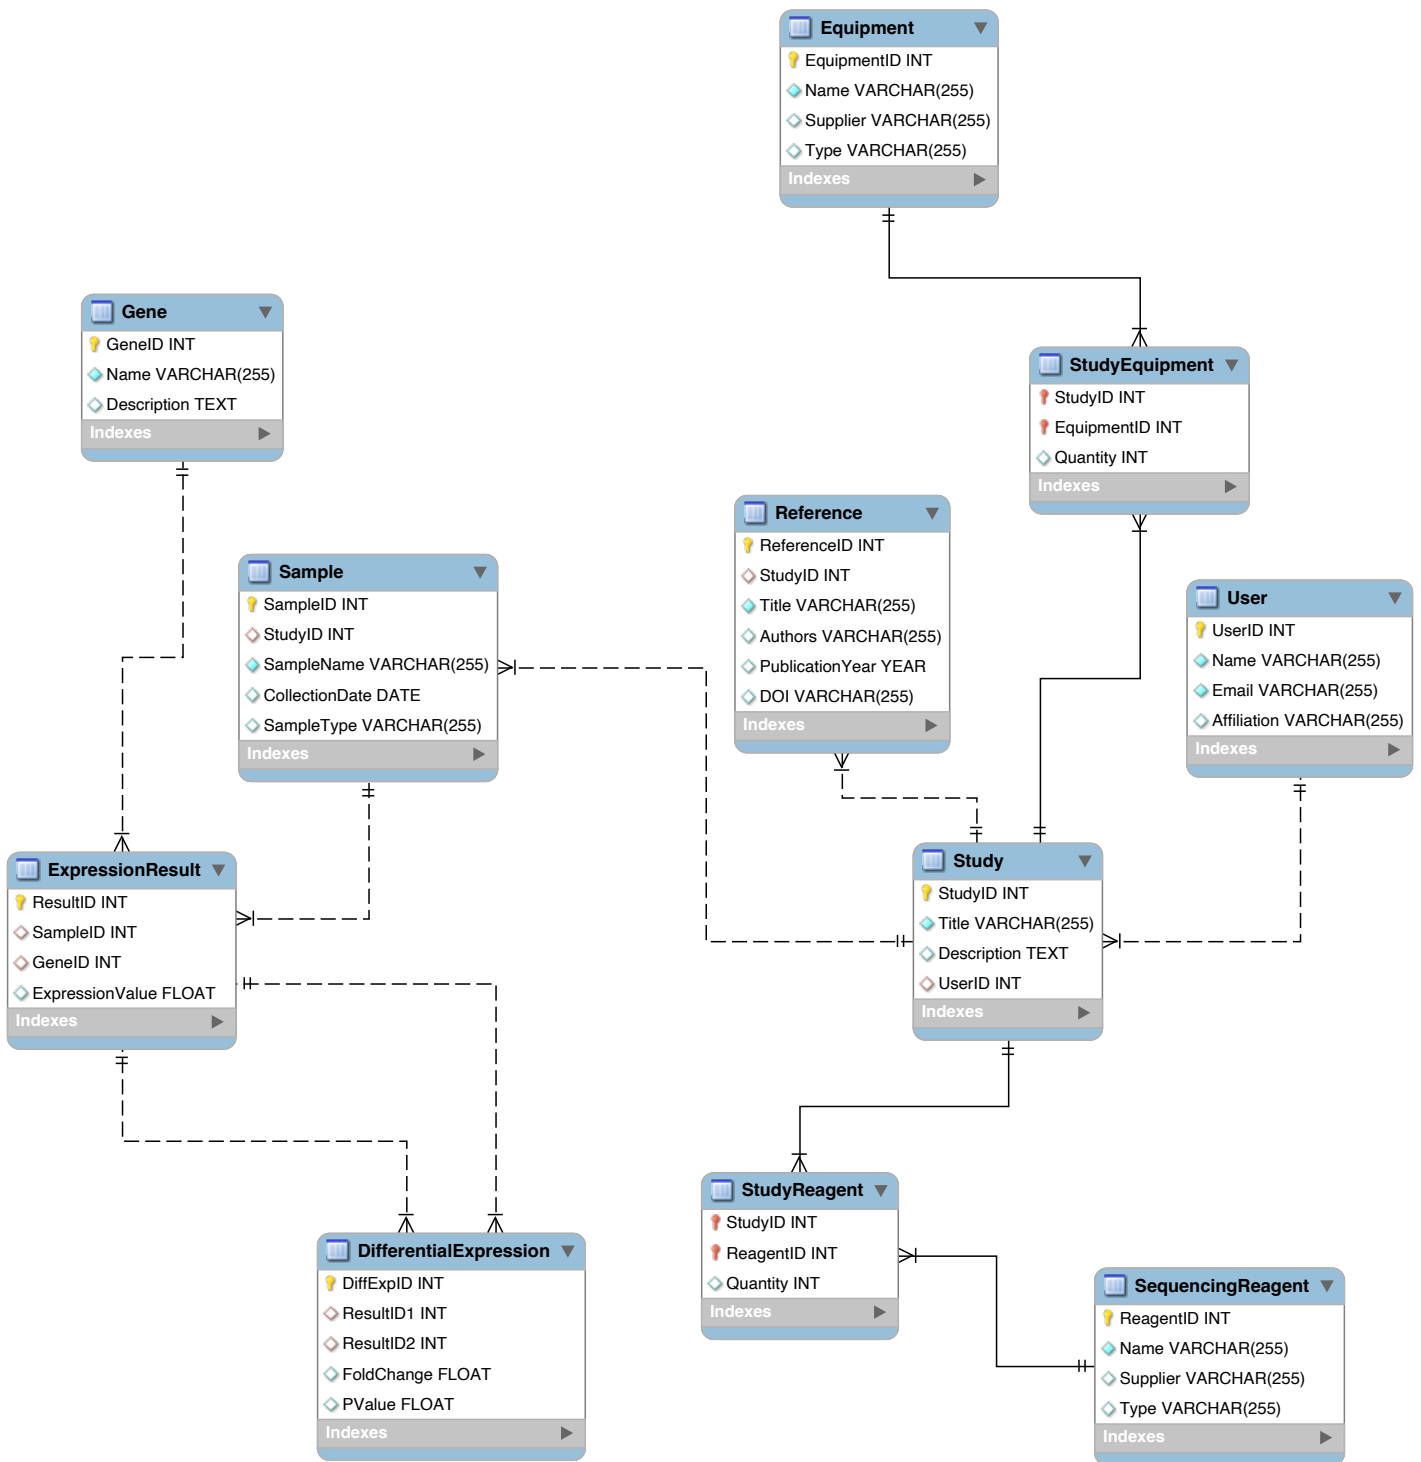 Equipment
EquipmentID INT
Name VARCHAR(255)
Supplier VARCHAR(255)
Type VARCHAR(255)
Indexes
Gene
GeneID INT
Name VARCHAR(255)
Description TEXT
Indexes
StudyEquipment
StudyID INT
EquipmentID INT
Quantity INT
Indexes
Reference
ReferenceID INT
StudyID INT
Title VARCHAR(255)
Authors VARCHAR(255)
PublicationYear YEAR
DOI VARCHAR(255)
Indexes
Sample
SampleID INT
StudyID INT
SampleName VARCHAR(255)
CollectionDate DATE
SampleType VARCHAR(255)
Indexes
User
UserID INT
Name VARCHAR(255)
Email VARCHAR(255)
Affiliation VARCHAR(255)
Indexes
ExpressionResult
ResultID INT
SampleID INT
GeneID INT
ExpressionValue FLOAT
Indexes
Study
StudyID INT
Title VARCHAR(255)
Description TEXT
UserID INT
Indexes
StudyReagent
StudyID INT
ReagentID INT
Quantity INT
Indexes
DifferentialExpression
DiffExpID INT
ResultID1 INT
ResultID2 INT
FoldChange FLOAT
PValue FLOAT
Indexes
SequencingReagent
ReagentID INT
Name VARCHAR(255)
Supplier VARCHAR(255)
Type VARCHAR(255)
Indexes